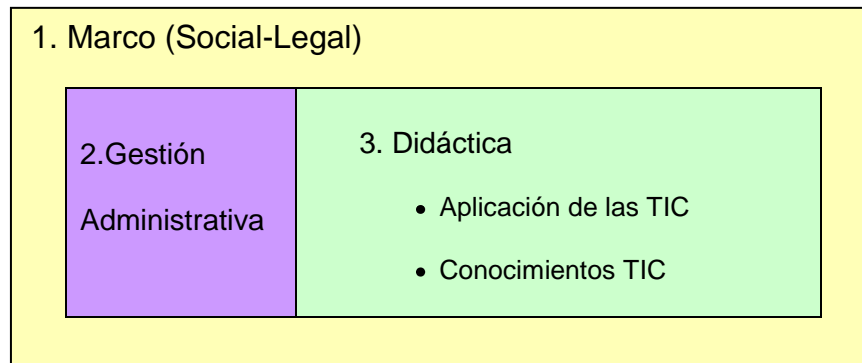 1. Marco (Social-Legal)
2.Gestión
Administrativa
3. Didáctica
• Aplicación de las TIC
• Conocimientos TIC